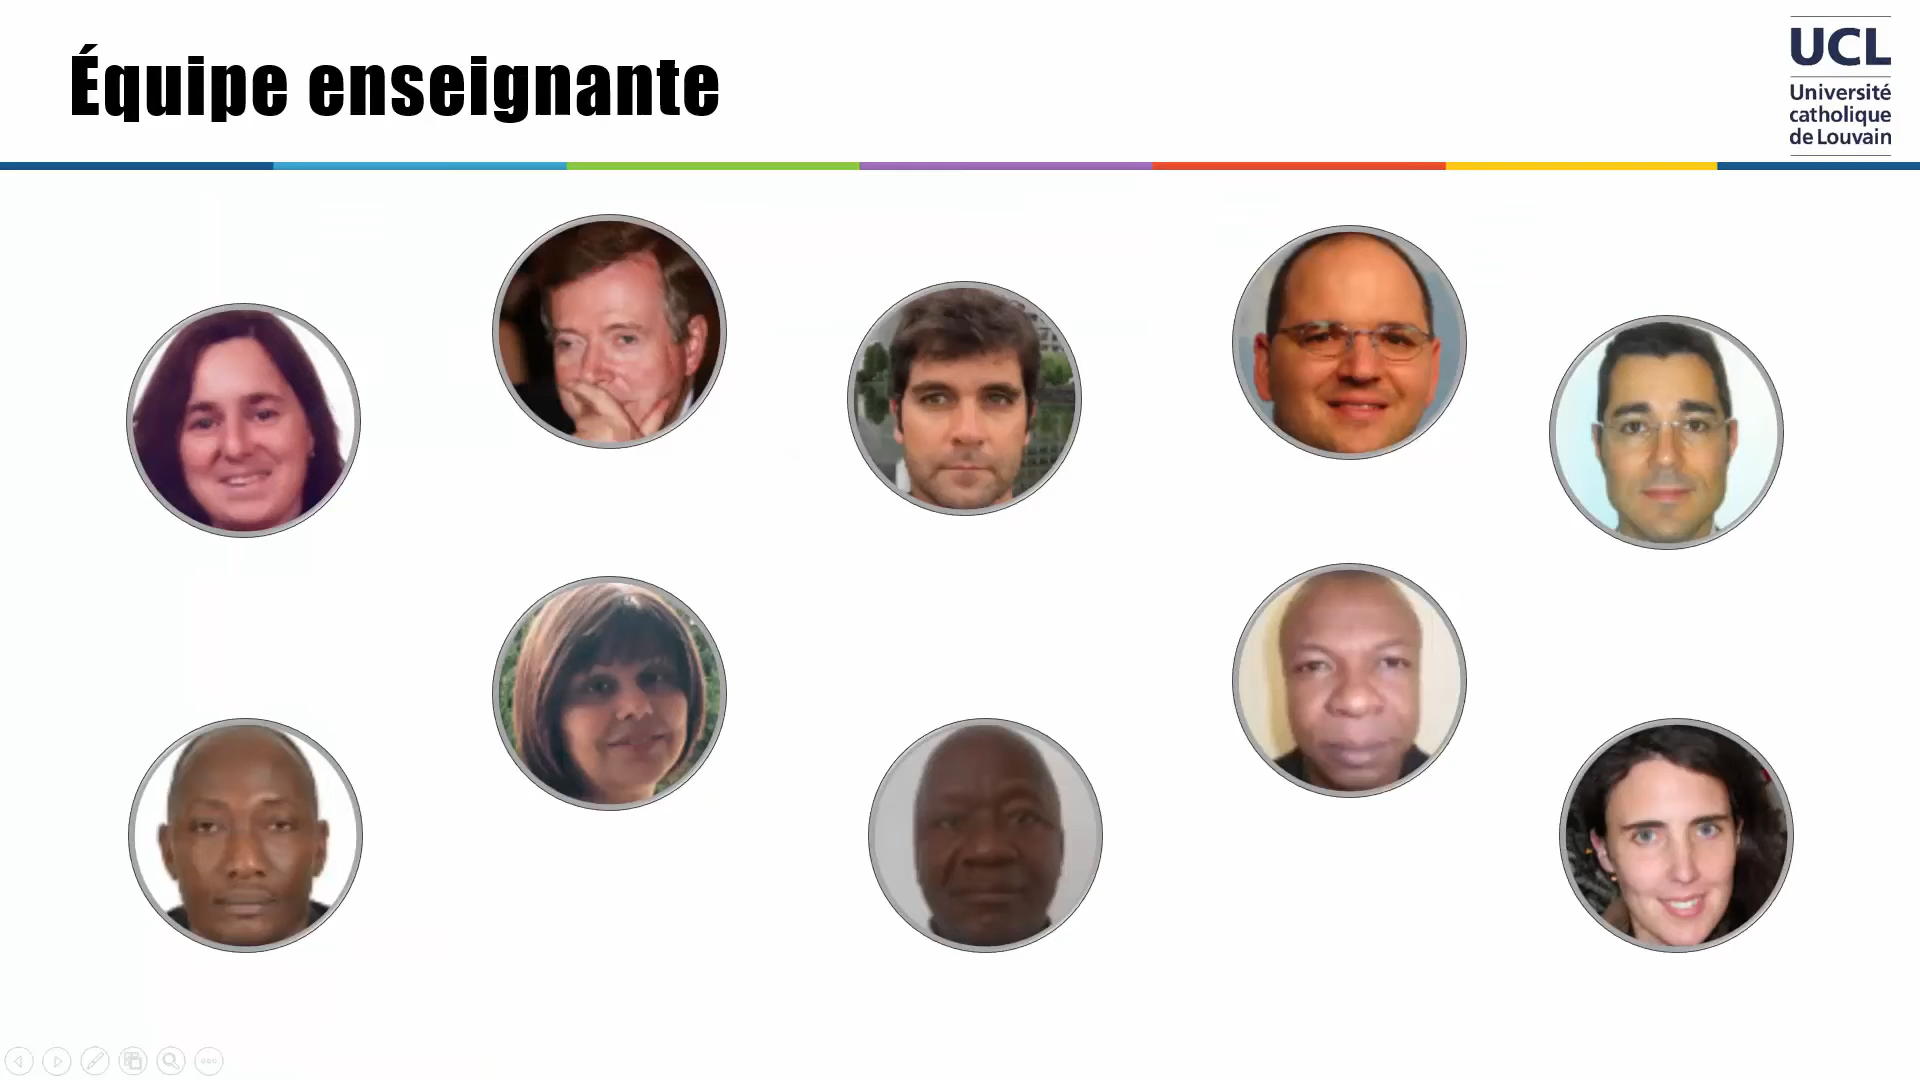 Équipe enseignante
UCL
Université
catholique
de Louvain